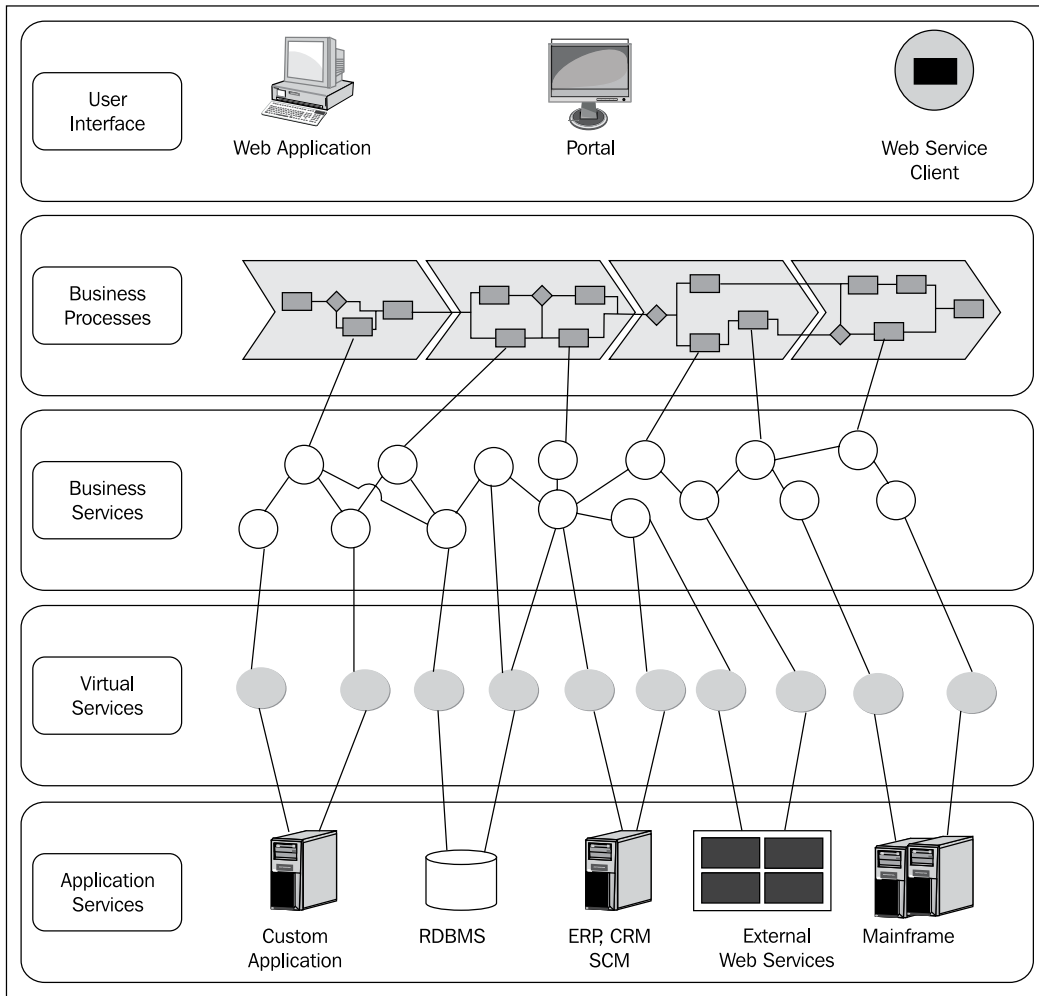 User
Interface
Web Application
Portal
Web Service
Client
Business
Processes
Business
Services
Virtual
Services
Application
Services
Custom
Application
RDBMS
ERP, CRM
SCM
External
Web Services
Mainframe